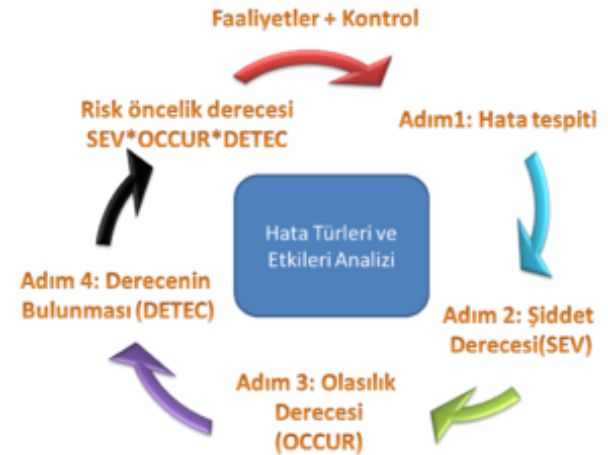 Faaliyetler + Kontrol
Risk öncelik derecesi
SEV*OCCUR*DETEC
Adım1: Hata tespiti
Hata Türleri ve
Etkileri Analizi
Adım 4: Derecenin
Bulunması (DETEC)
Adım 2: Şiddet
Derecesi(SEV)
Adım 3: Olasılık
Derecesi
(OCCUR)